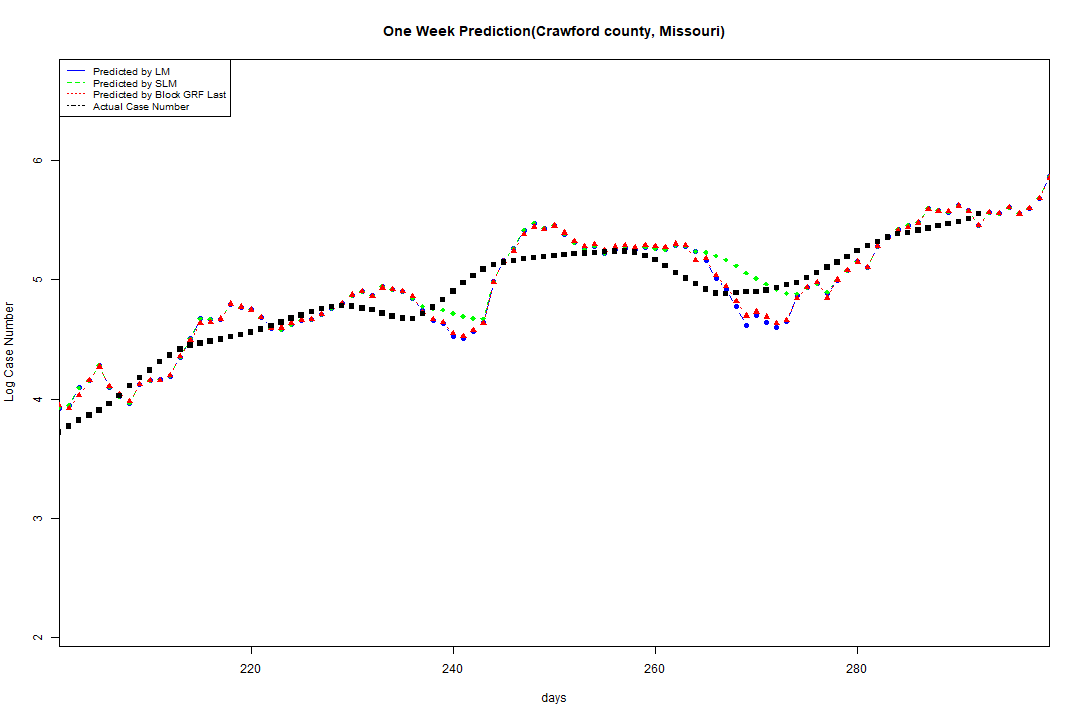 One Week Prediction(Crawford county, Missouri)
Predicted by LM
Predicted by SLM
Predicted by Block GRF Last
Actual Case Number
6
5
4
3
2
Log Case Number
220 240 260 280
days